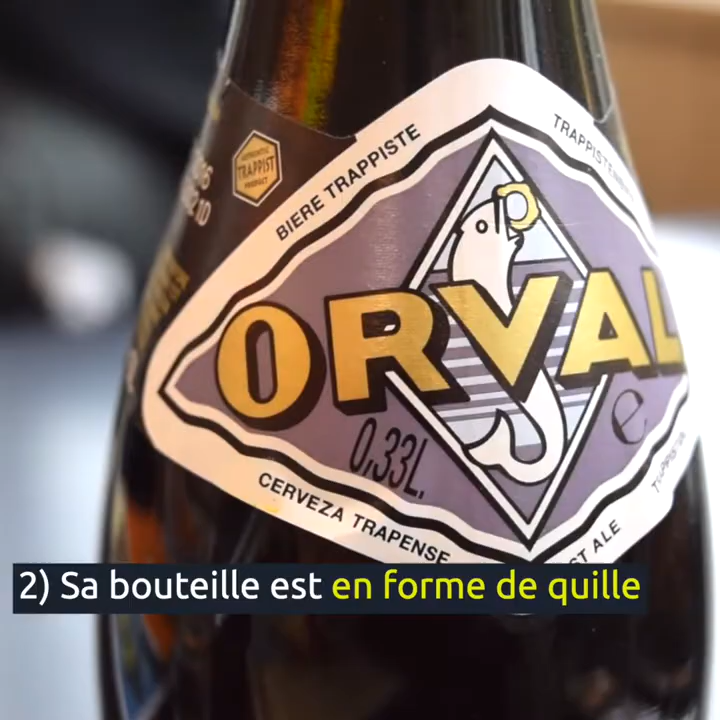 AUTHENTIC
TRAPPIST
PRODUCT
BIERE TRAPPISTE
ORVAL
0,33L.
e
CERVEZA TRAPENSE
ALE
2) Sa bouteille est en forme de quille